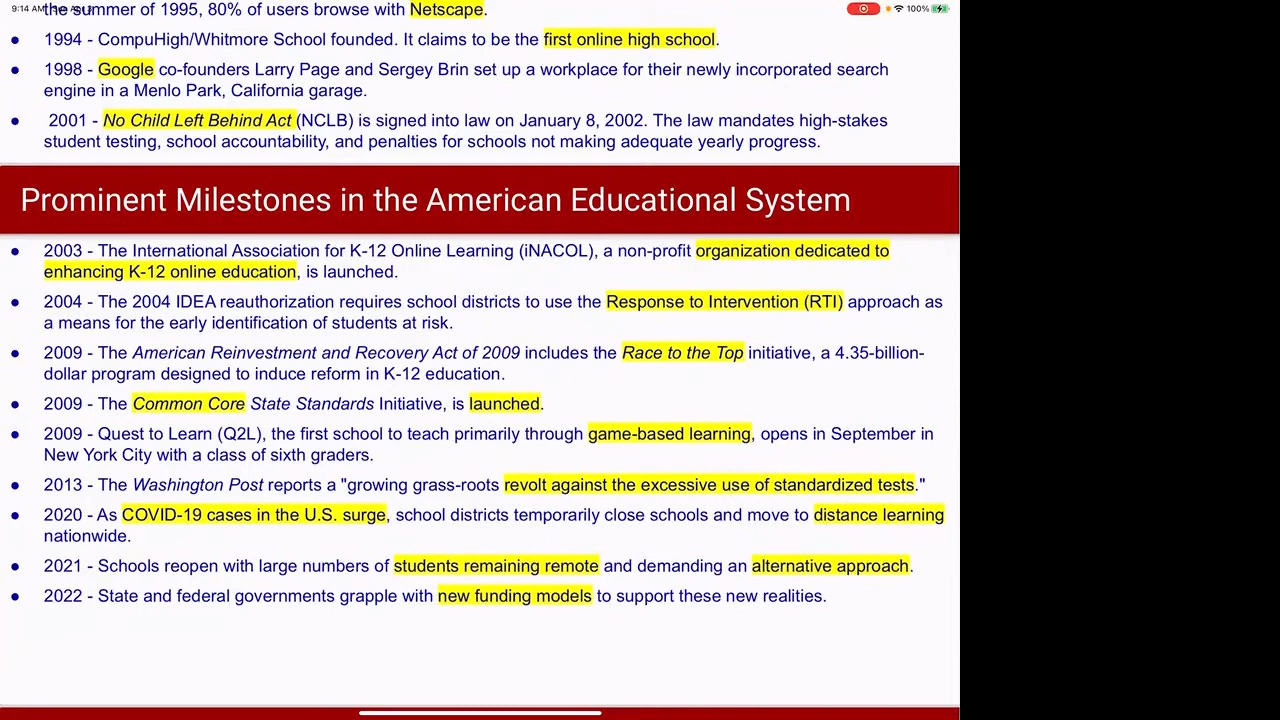 9:14 AM
100%
the summer of 1995, 80% of users browse with Netscape.
● 1994 - CompuHigh/Whitmore School founded. It claims to be the first online high school.
● 1998 - Google co-founders Larry Page and Sergey Brin set up a workplace for their newly incorporated search
engine in a Menlo Park, California garage.
● 2001 - No Child Left Behind Act (NCLB) is signed into law on January 8, 2002. The law mandates high-stakes
student testing, school accountability, and penalties for schools not making adequate yearly progress.
Prominent Milestones in the American Educational System
● 2003 - The International Association for K-12 Online Learning (iNACOL), a non-profit organization dedicated to
enhancing K-12 online education, is launched.
● 2004 - The 2004 IDEA reauthorization requires school districts to use the Response to Intervention (RTI) approach as
a means for the early identification of students at risk.
● 2009 - The American Reinvestment and Recovery Act of 2009 includes the Race to the Top initiative, a 4.35-billion-
dollar program designed to induce reform in K-12 education.
● 2009 - The Common Core State Standards Initiative, is launched.
● 2009 - Quest to Learn (Q2L), the first school to teach primarily through game-based learning, opens in September in
New York City with a class of sixth graders.
● 2013 - The Washington Post reports a "growing grass-roots revolt against the excessive use of standardized tests."
● 2020 - As COVID-19 cases in the U.S. surge, school districts temporarily close schools and move to distance learning
nationwide.
● 2021 - Schools reopen with large numbers of students remaining remote and demanding an alternative approach.
● 2022 - State and federal governments grapple with new funding models to support these new realities.